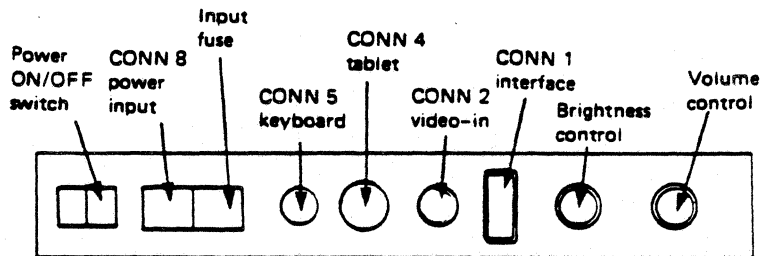 Power
ON/OFF
switch
CONN 8
power
input
Input
fuse
CONN 5
keyboard
CONN 4
tablet
CONN 2
video-in
CONN 1
interface
Brightness
control
Volume
control